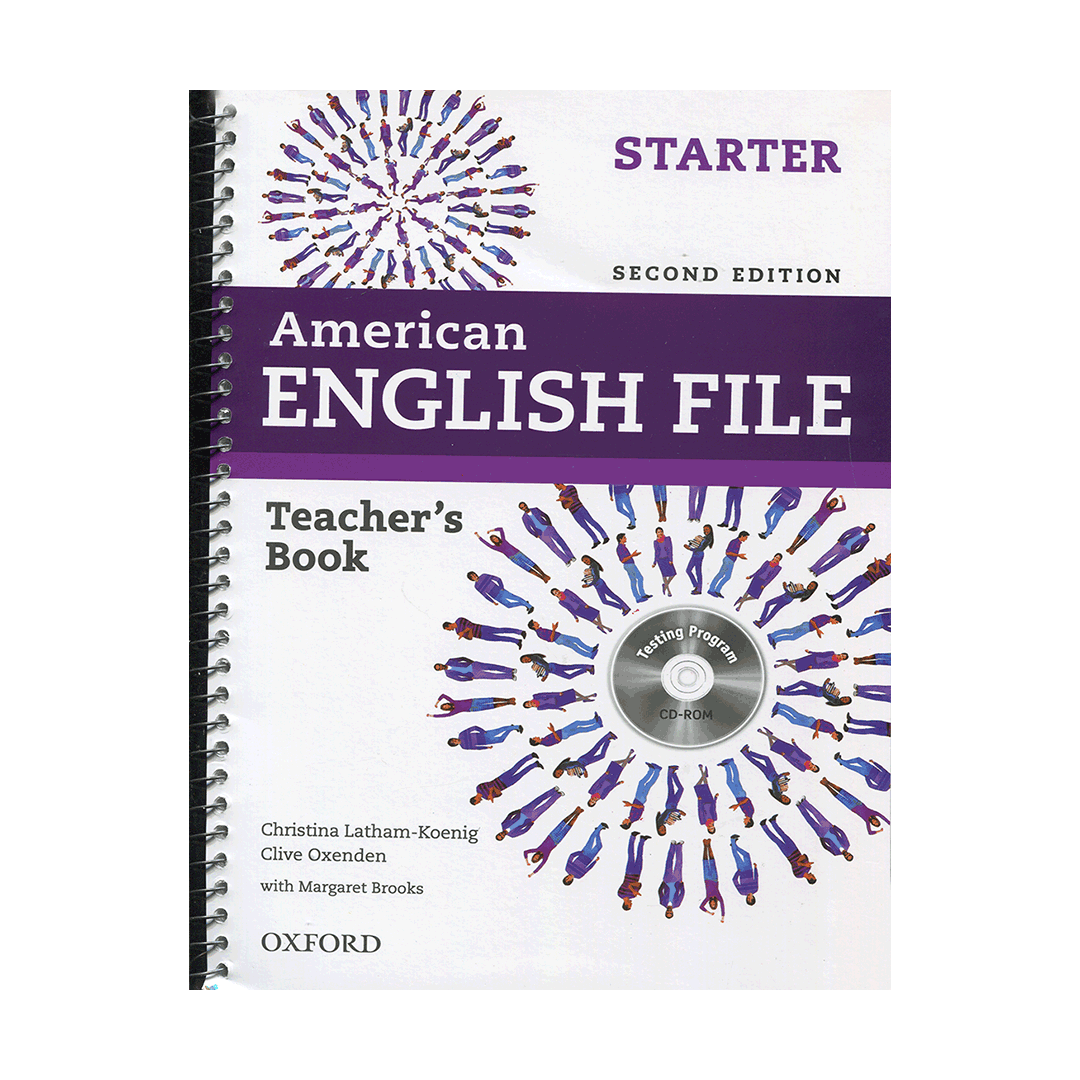 STARTER
SECOND EDITION
American
ENGLISH FILE
Teacher's
Book
Testing Program
CD-ROM
Christina Latham-Koenig
Clive Oxenden
with Margaret Brooks
OXFORD